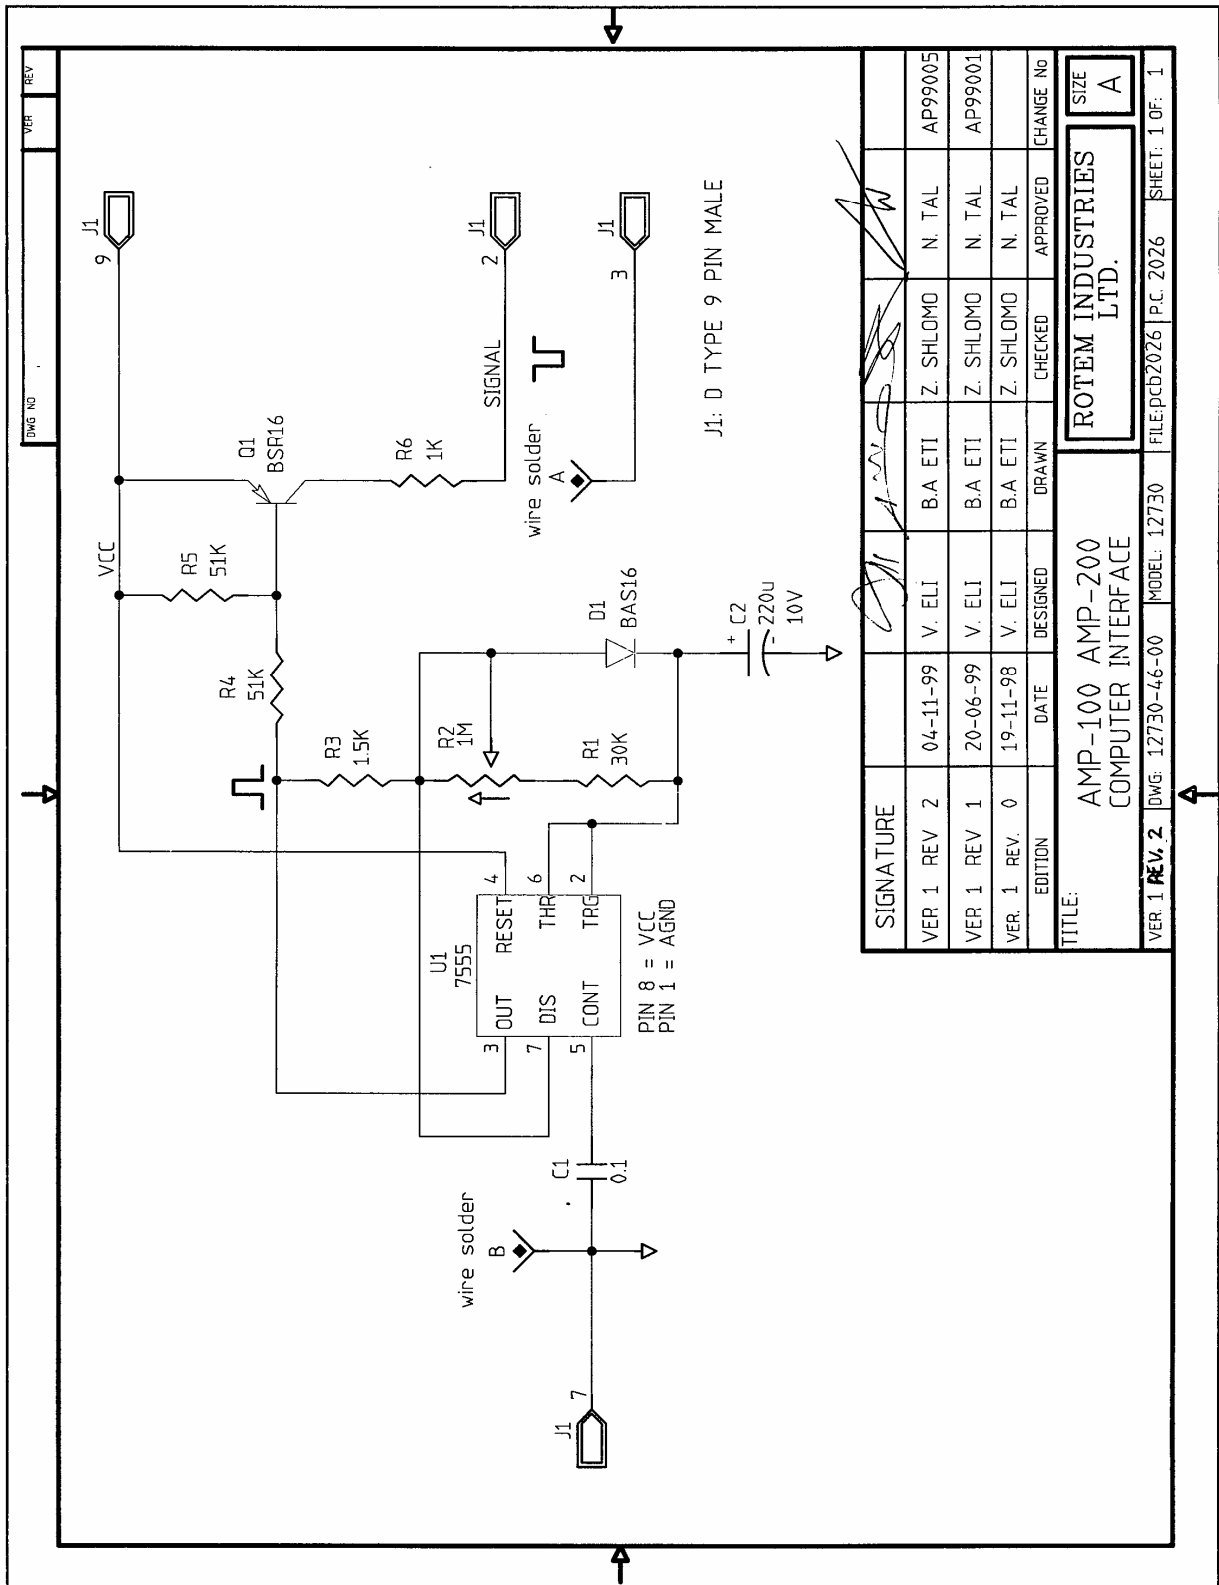 DWG NO
VER
REV
J1
9
VCC
Q1
BSR16
R5
51K
R4
51K
R6
1K
SIGNAL
2
J1
R3
1.5K
wire solder
A
3
J1
R2
1M
D1
BAS16
R1
30K
+
C2
-
220u
10V
J1: D TYPE 9 PIN MALE
U1
7555
3
OUT
RESET
4
7
DIS
THR
6
5
CONT
TRG
2
PIN 8 = VCC
PIN 1 = AGND
C1
0.1
wire solder
B
J1
7
SIGNATURE
VER 1 REV 2 04-11-99 V. ELI B.A ETI Z. SHLOMO N. TAL AP99005
VER 1 REV 1 20-06-99 V. ELI B.A ETI Z. SHLOMO N. TAL AP99001
VER. 1 REV. 0 19-11-98 V. ELI B.A ETI Z. SHLOMO N. TAL
EDITION DATE DESIGNED DRAWN CHECKED APPROVED CHANGE No
TITLE:
AMP-100 AMP-200
COMPUTER INTERFACE
ROTEM INDUSTRIES
LTD.
SIZE
A
VER. 1 REV. 2 DWG: 12730-46-00 MODEL: 12730 FILE:pcb2026 P.C. 2026 SHEET: 1 OF: 1